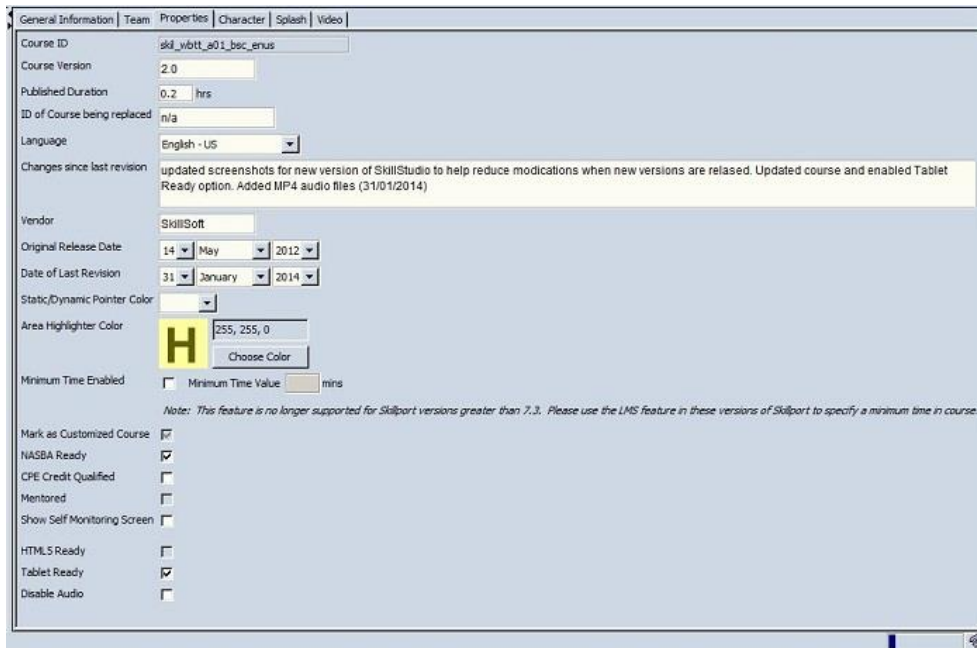 General Information Team Properties Character Splash Video
Course ID skil_wbtt_a01_bsc_enus
Course Version 2.0
Published Duration 0.2 hrs
ID of Course being replaced n/a
Language English - US
Changes since last revision updated screenshots for new version of SkillStudio to help reduce modications when new versions are relased. Updated course and enabled Tablet
Ready option. Added MP4 audio files (31/01/2014)
Vendor SkillSoft
Original Release Date 14 May 2012
Date of Last Revision 31 January 2014
Static/Dynamic Pointer Color
Area Highlighter Color H 255, 255, 0
Choose Color
Minimum Time Enabled Minimum Time Value mins
Note: This feature is no longer supported for Skillport versions greater than 7.3. Please use the LMS feature in these versions of Skillport to specify a minimum time in course.
Mark as Customized Course
NASBA Ready
CPE Credit Qualified
Mentored
Show Self Monitoring Screen
HTML5 Ready
Tablet Ready
Disable Audio